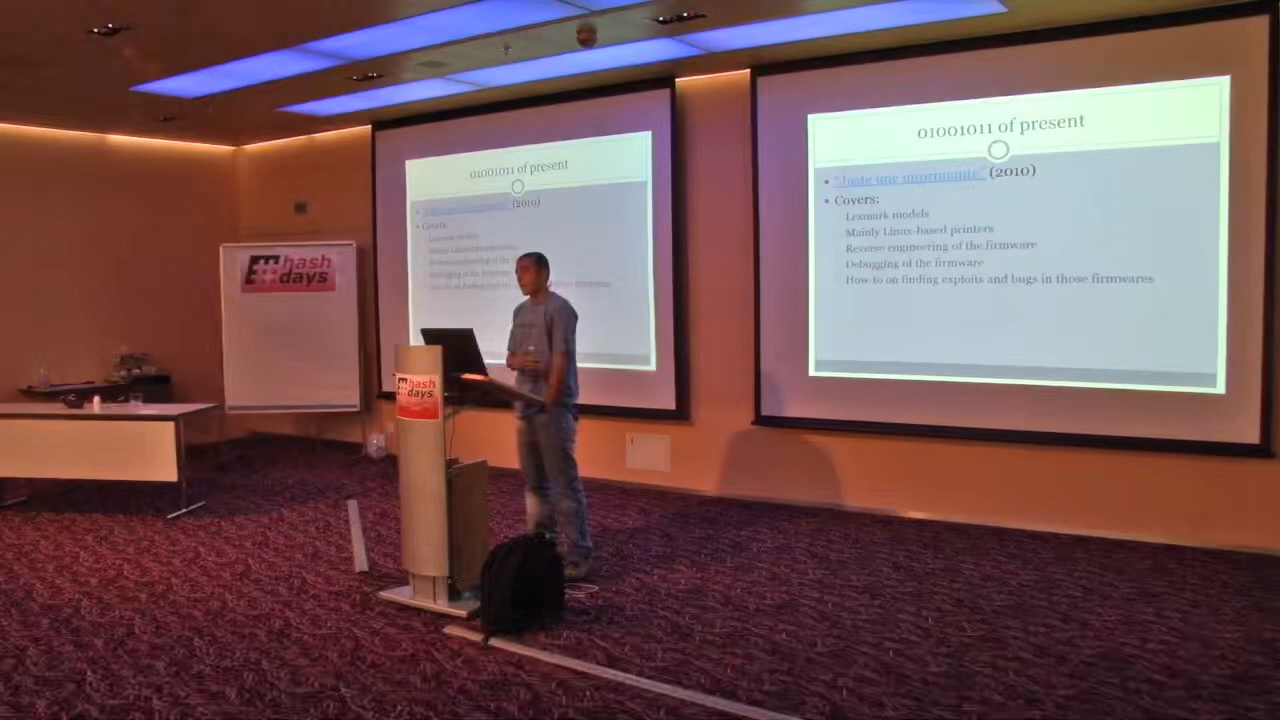 hash
days
hash
days
01001011 of present
(2010)
Covers:
01001011 of present
"Juste une imprimante" (2010)
Covers:
Lexmark models
Mainly Linux-based printers
Reverse engineering of the firmware
Debugging of the firmware
How-to on finding exploits and bugs in those firmwares